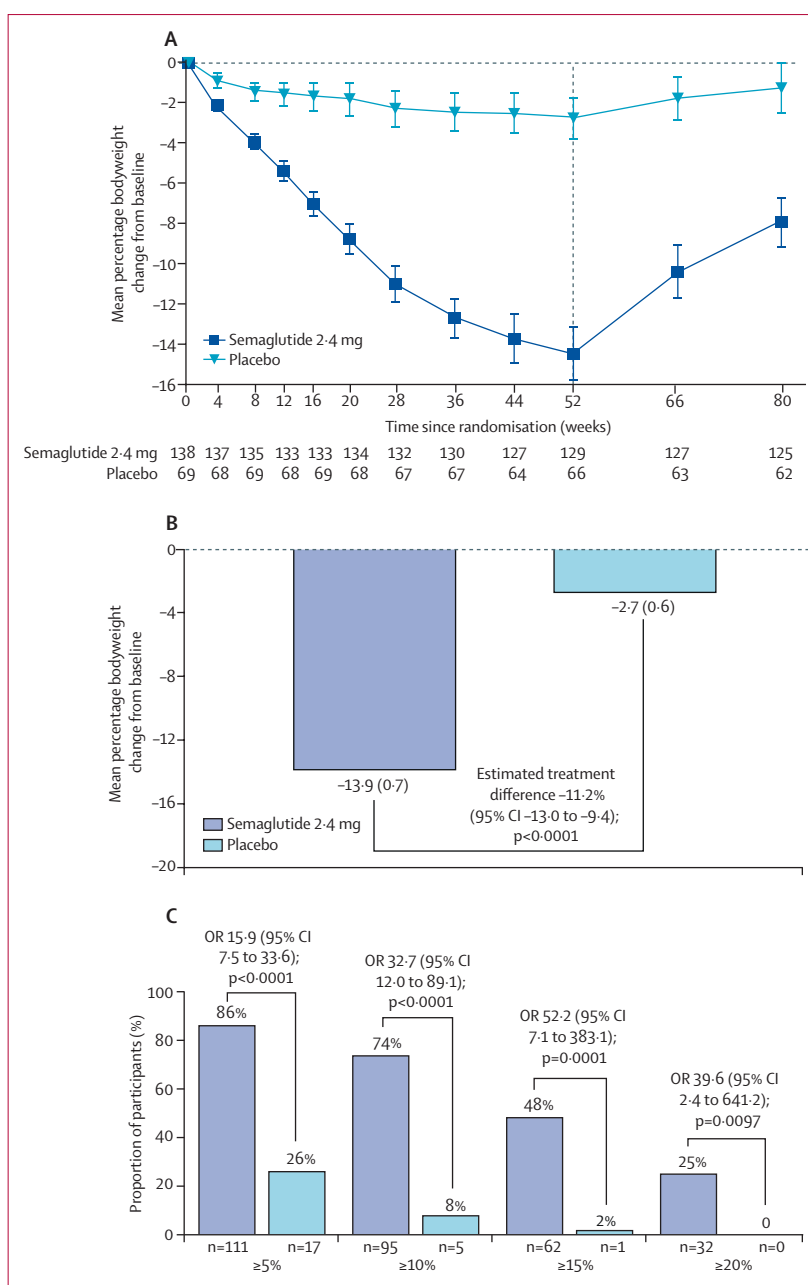 A
0
–2
–4
–6
–8
–10
–12
–14
–16
Mean percentage bodyweight
change from baseline
Semaglutide 2·4 mg
Placebo
0 4 8 12 16 20 28 36 44 52 66 80
Time since randomisation (weeks)
Semaglutide 2·4 mg 138 137 135 133 133 134 132 130 127 129 127 125
Placebo 69 68 69 68 69 68 67 67 64 66 63 62
B
0
–4
–8
–12
–16
–20
Mean percentage bodyweight
change from baseline
–2·7 (0·6)
–13·9 (0·7)
Estimated treatment
difference –11·2%
(95% CI –13·0 to –9·4);
p<0·0001
Semaglutide 2·4 mg
Placebo
C
OR 15·9 (95% CI
7·5 to 33·6);
p<0·0001
OR 32·7 (95% CI
12·0 to 89·1);
p<0·0001
OR 52·2 (95% CI
7·1 to 383·1);
p=0·0001
OR 39·6 (95% CI
2·4 to 641·2);
p=0·0097
100
80
60
40
20
0
Proportion of participants (%)
86%
26%
74%
8%
48%
2%
25%
0
n=111 n=17 n=95 n=5 n=62 n=1 n=32 n=0
≥5% ≥10% ≥15% ≥20%